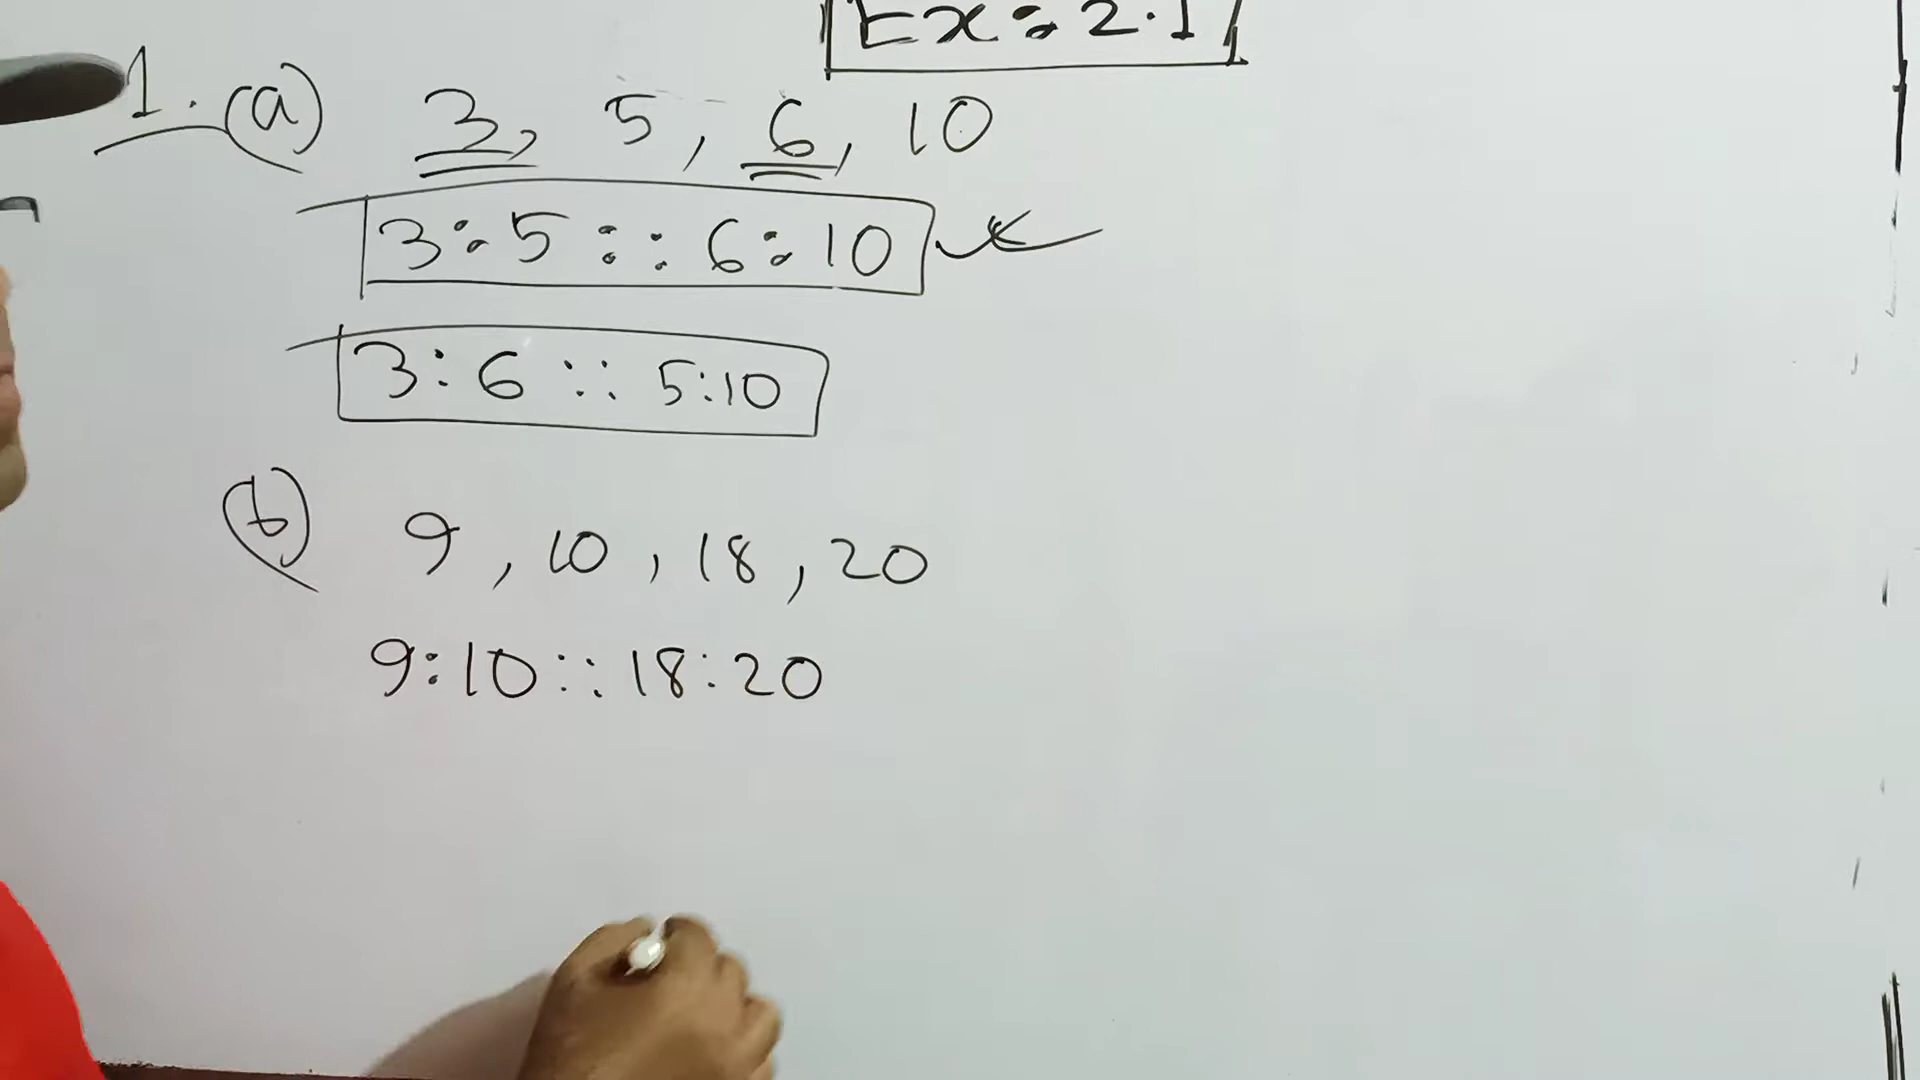 Ex: 2.1
1. (a) 3, 5, 6, 10
3:5 :: 6:10
3:6 :: 5:10
(b) 9, 10, 18, 20
9:10 :: 18:20